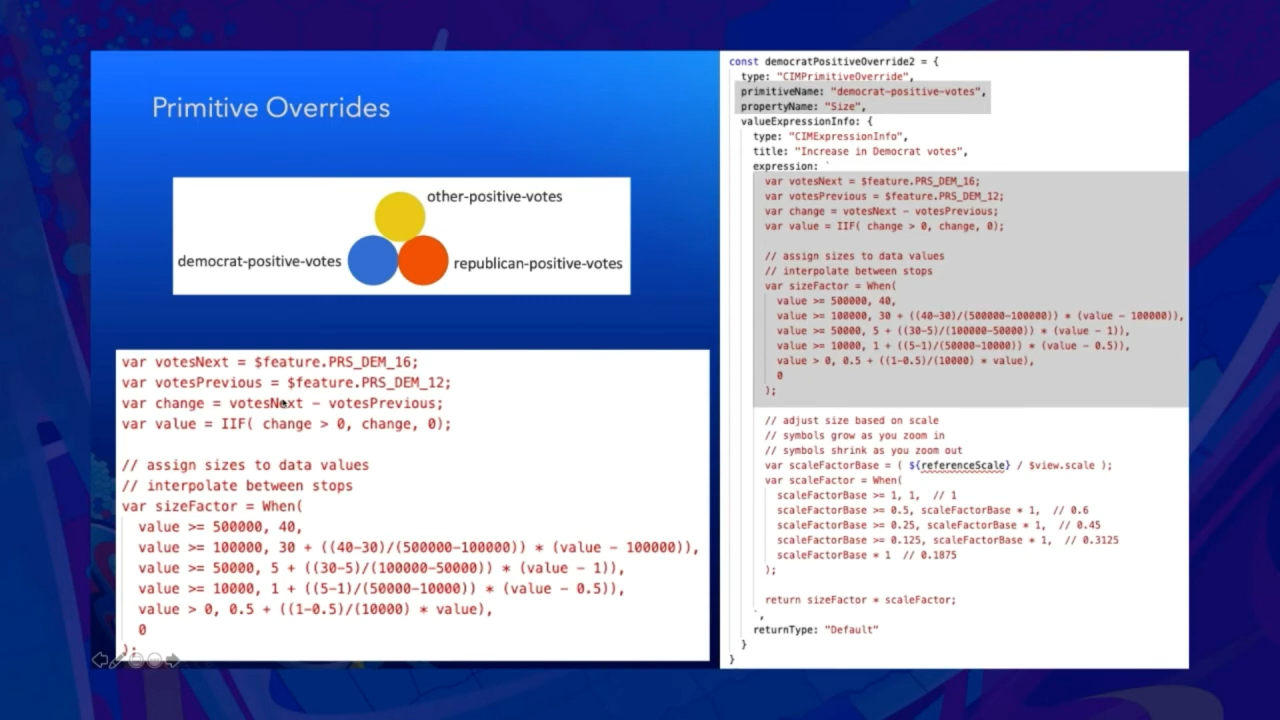 Primitive Overrides
other-positive-votes
democrat-positive-votes
republican-positive-votes
var votesNext = $feature.PRS_DEM_16;
var votesPrevious = $feature.PRS_DEM_12;
var change = votesNext - votesPrevious;
var value = IIF( change > 0, change, 0);
// assign sizes to data values
// interpolate between stops
var sizeFactor = When(
value >= 500000, 40,
value >= 100000, 30 + ((40-30)/(500000-100000)) * (value - 100000)),
value >= 50000, 5 + ((30-5)/(100000-50000)) * (value - 1)),
value >= 10000, 1 + ((5-1)/(50000-10000)) * (value - 0.5)),
value > 0, 0.5 + ((1-0.5)/(10000) * value),
0
);
const democratPositiveOverride2 = {
type: "CIMPrimitiveOverride",
primitiveName: "democrat-positive-votes",
propertyName: "Size",
valueExpressionInfo: {
type: "CIMExpressionInfo",
title: "Increase in Democrat votes",
expression: `
var votesNext = $feature.PRS_DEM_16;
var votesPrevious = $feature.PRS_DEM_12;
var change = votesNext - votesPrevious;
var value = IIF( change > 0, change, 0);
// assign sizes to data values
// interpolate between stops
var sizeFactor = When(
value >= 500000, 40,
value >= 100000, 30 + ((40-30)/(500000-100000)) * (value - 100000)),
value >= 50000, 5 + ((30-5)/(100000-50000)) * (value - 1)),
value >= 10000, 1 + ((5-1)/(50000-10000)) * (value - 0.5)),
value > 0, 0.5 + ((1-0.5)/(10000) * value),
0
);
// adjust size based on scale
// symbols grow as you zoom in
// symbols shrink as you zoom out
var scaleFactorBase = ( ${referenceScale} / $view.scale );
var scaleFactor = When(
scaleFactorBase >= 1, 1, // 1
scaleFactorBase >= 0.5, scaleFactorBase * 1, // 0.6
scaleFactorBase >= 0.25, scaleFactorBase * 1, // 0.45
scaleFactorBase >= 0.125, scaleFactorBase * 1, // 0.3125
scaleFactorBase * 1 // 0.1875
);
return sizeFactor * scaleFactor;
`,
returnType: "Default"
}
}